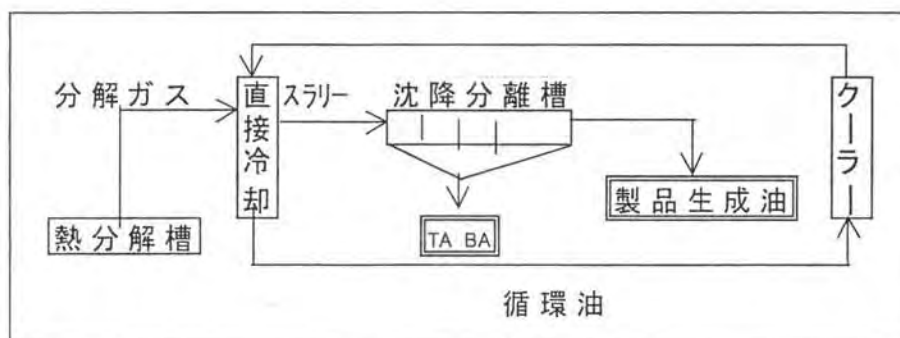 分解ガス
熱分解槽
直接冷却
スラリー
沈降分離槽
TA BA
製品生成油
クーラー
循環油